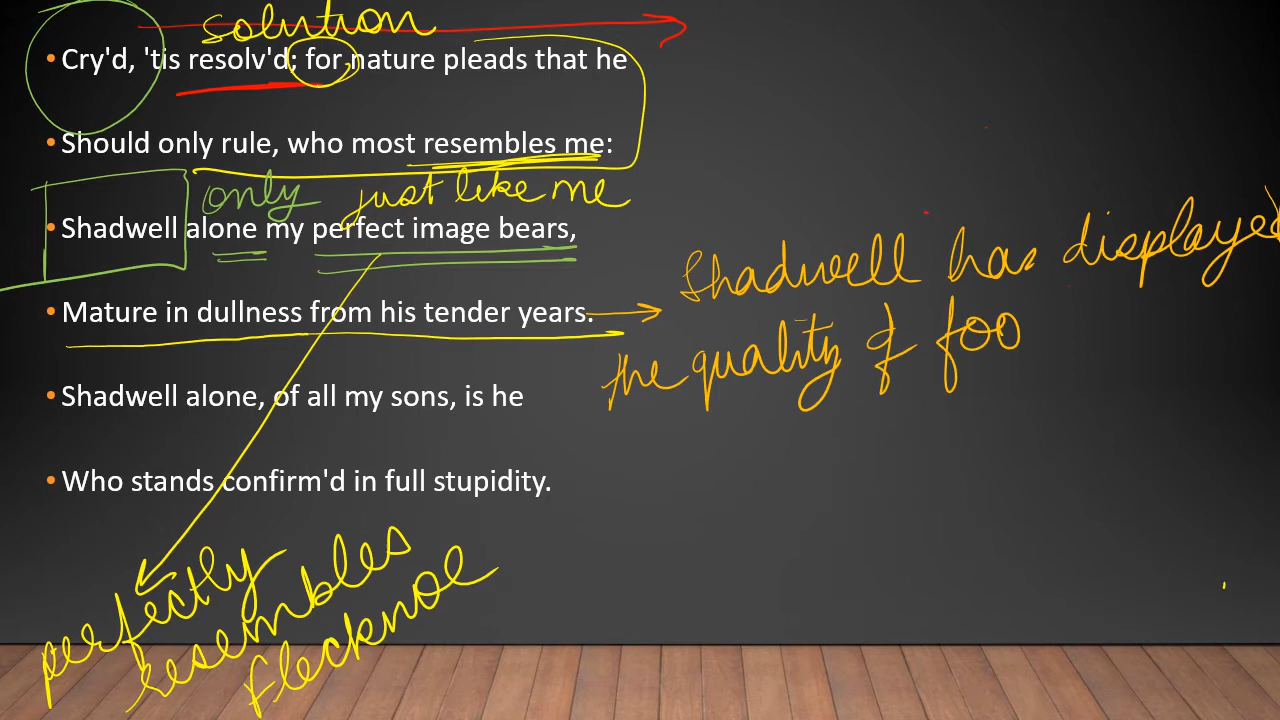 solution
• Cry'd, 'tis resolv'd; for nature pleads that he
• Should only rule, who most resembles me:
only just like me
• Shadwell alone my perfect image bears,
Shadwell has displayed
• Mature in dullness from his tender years.
the quality of foo
• Shadwell alone, of all my sons, is he
• Who stands confirm'd in full stupidity.
perfectly
resembles
flecknoe